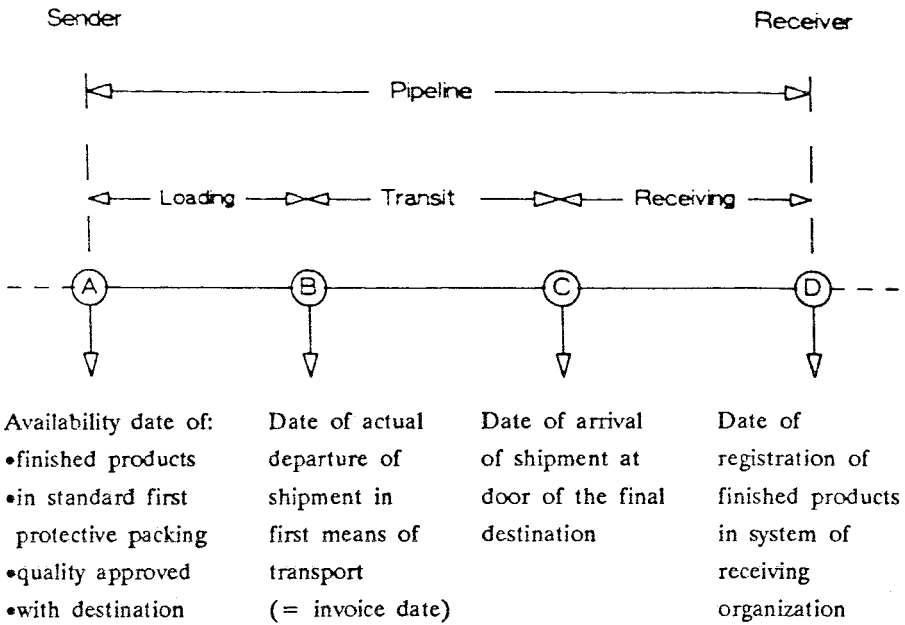 Sender
Receiver
Pipeline
Loading
Transit
Receiving
A
B
C
D
Availability date of:
•finished products
•in standard first
protective packing
•quality approved
•with destination
Date of actual
departure of
shipment in
first means of
transport
(= invoice date)
Date of arrival
of shipment at
door of the final
destination
Date of
registration of
finished products
in system of
receiving
organization